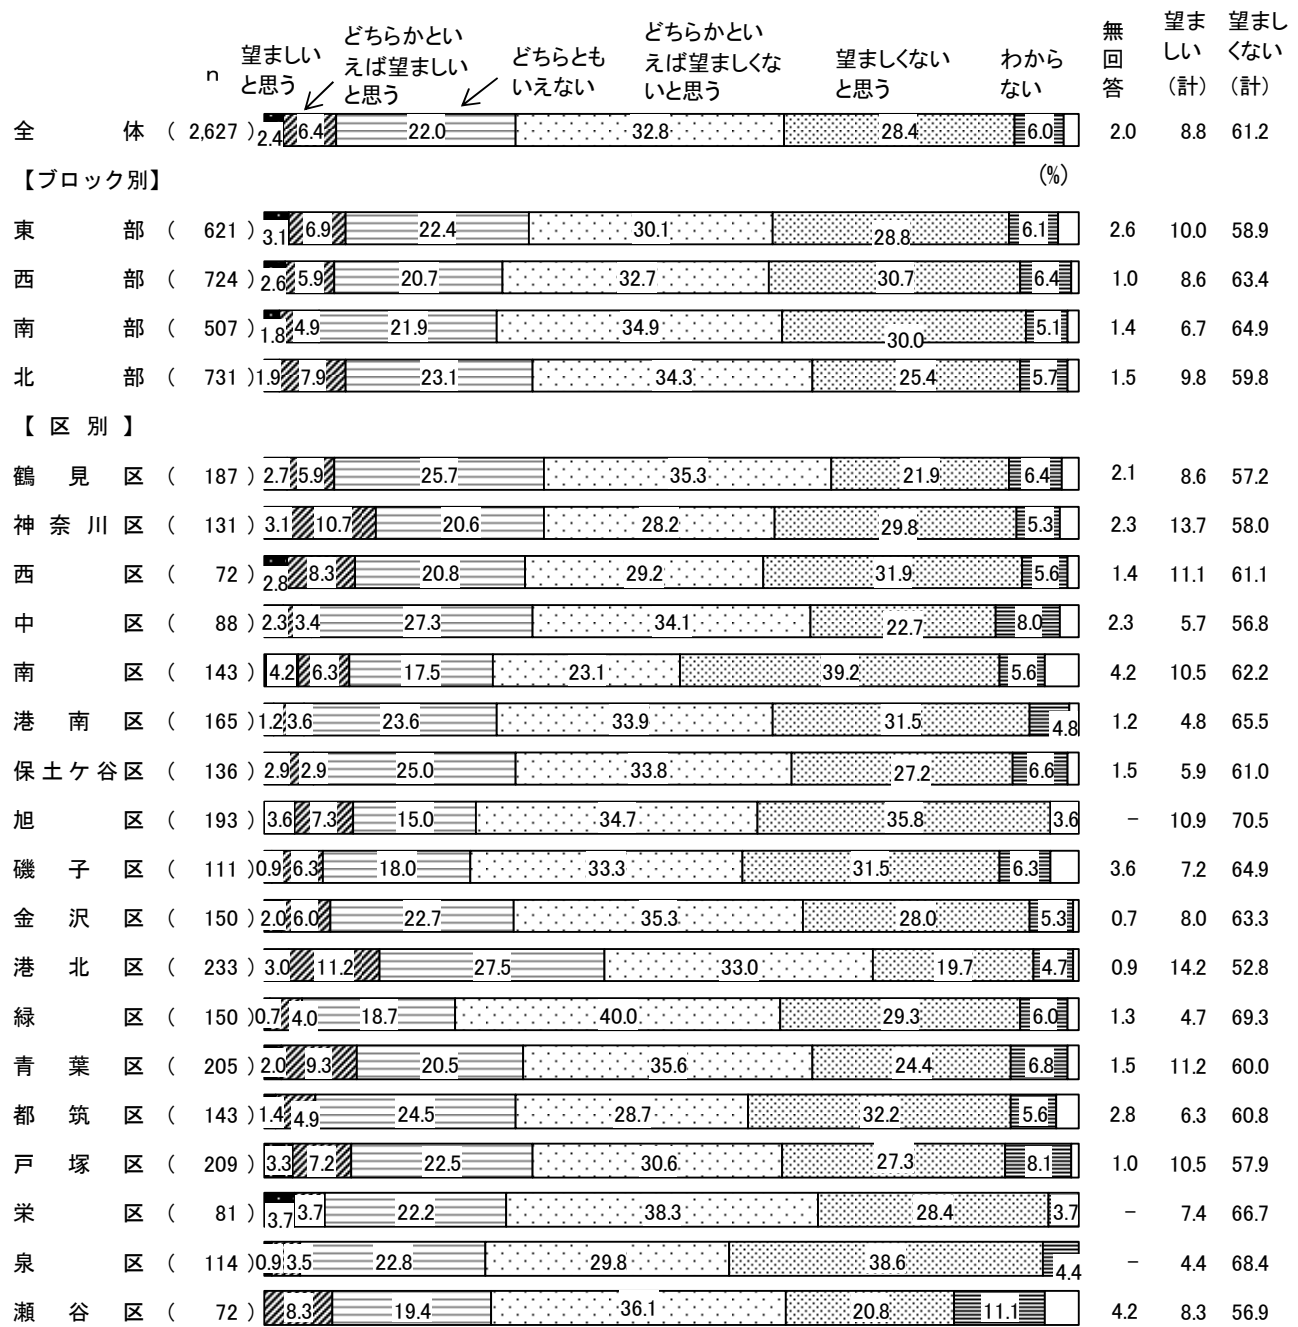 n 望ましいと思う どちらかといえば望ましいと思う どちらともいえない どちらかといえば望ましくないと思う 望ましくないと思う わからない 無回答 望ましい(計) 望ましくない(計)
全体 ( 2,627 ) 2.4 6.4 22.0 32.8 28.4 6.0 2.0 8.8 61.2
【ブロック別】 (%)
東部 ( 621 ) 3.1 6.9 22.4 30.1 28.8 6.1 2.6 10.0 58.9
西部 ( 724 ) 2.6 5.9 20.7 32.7 30.7 6.4 1.0 8.6 63.4
南部 ( 507 ) 1.8 4.9 21.9 34.9 30.0 5.1 1.4 6.7 64.9
北部 ( 731 ) 1.9 7.9 23.1 34.3 25.4 5.7 1.5 9.8 59.8
【区別】
鶴見区 ( 187 ) 2.7 5.9 25.7 35.3 21.9 6.4 2.1 8.6 57.2
神奈川区 ( 131 ) 3.1 10.7 20.6 28.2 29.8 5.3 2.3 13.7 58.0
西区 ( 72 ) 2.8 8.3 20.8 29.2 31.9 5.6 1.4 11.1 61.1
中区 ( 88 ) 2.3 3.4 27.3 34.1 22.7 8.0 2.3 5.7 56.8
南区 ( 143 ) 4.2 6.3 17.5 23.1 39.2 5.6 4.2 10.5 62.2
港南区 ( 165 ) 1.2 3.6 23.6 33.9 31.5 4.8 1.2 4.8 65.5
保土ケ谷区 ( 136 ) 2.9 2.9 25.0 33.8 27.2 6.6 1.5 5.9 61.0
旭区 ( 193 ) 3.6 7.3 15.0 34.7 35.8 3.6 - 10.9 70.5
磯子区 ( 111 ) 0.9 6.3 18.0 33.3 31.5 6.3 3.6 7.2 64.9
金沢区 ( 150 ) 2.0 6.0 22.7 35.3 28.0 5.3 0.7 8.0 63.3
港北区 ( 233 ) 3.0 11.2 27.5 33.0 19.7 4.7 0.9 14.2 52.8
緑区 ( 150 ) 0.7 4.0 18.7 40.0 29.3 6.0 1.3 4.7 69.3
青葉区 ( 205 ) 2.0 9.3 20.5 35.6 24.4 6.8 1.5 11.2 60.0
都筑区 ( 143 ) 1.4 4.9 24.5 28.7 32.2 5.6 2.8 6.3 60.8
戸塚区 ( 209 ) 3.3 7.2 22.5 30.6 27.3 8.1 1.0 10.5 57.9
栄区 ( 81 ) 3.7 3.7 22.2 38.3 28.4 3.7 - 7.4 66.7
泉区 ( 114 ) 0.9 3.5 22.8 29.8 38.6 4.4 - 4.4 68.4
瀬谷区 ( 72 ) 8.3 19.4 36.1 20.8 11.1 4.2 8.3 56.9